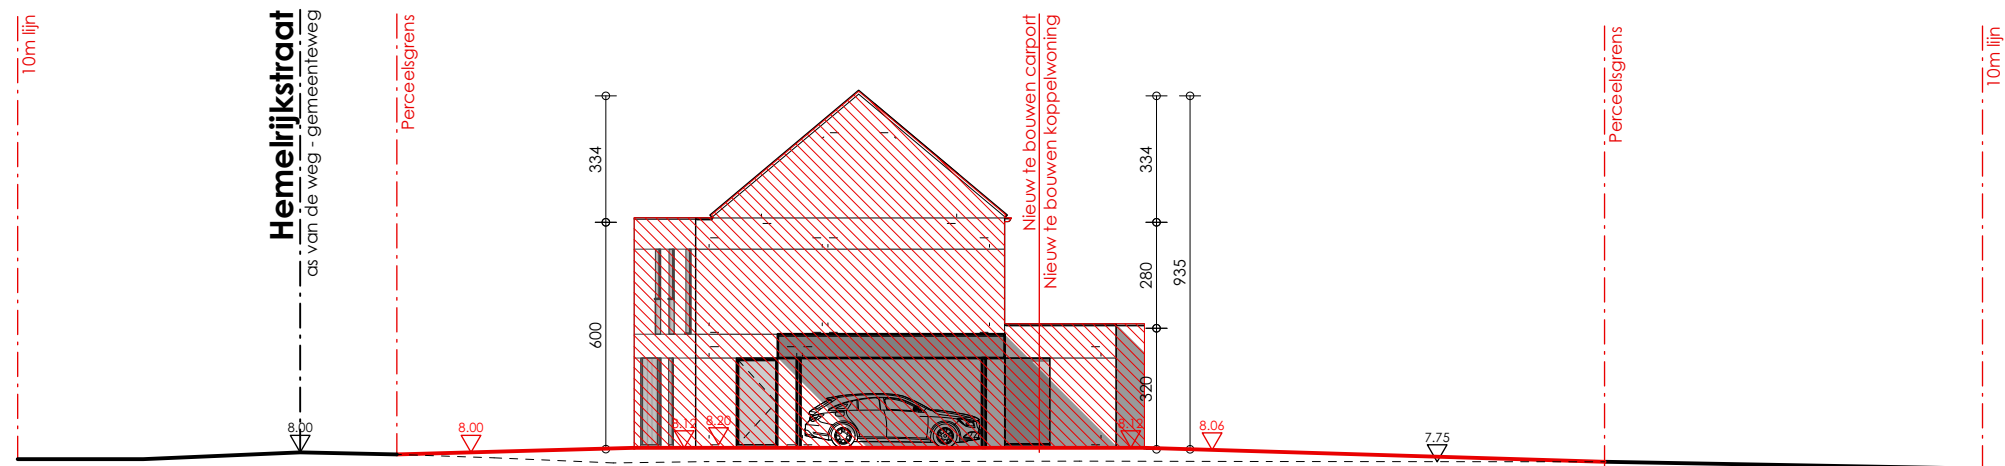 10m lijn
Hemelrijkstraat
as van de weg - gemeenteweg
Perceelsgrens
Nieuw te bouwen carport
Nieuw te bouwen koppelwoning
Perceelsgrens
10m lijn
334
600
334
280
935
320
8.00
8.00
8.12
8.20
8.12
8.06
7.75